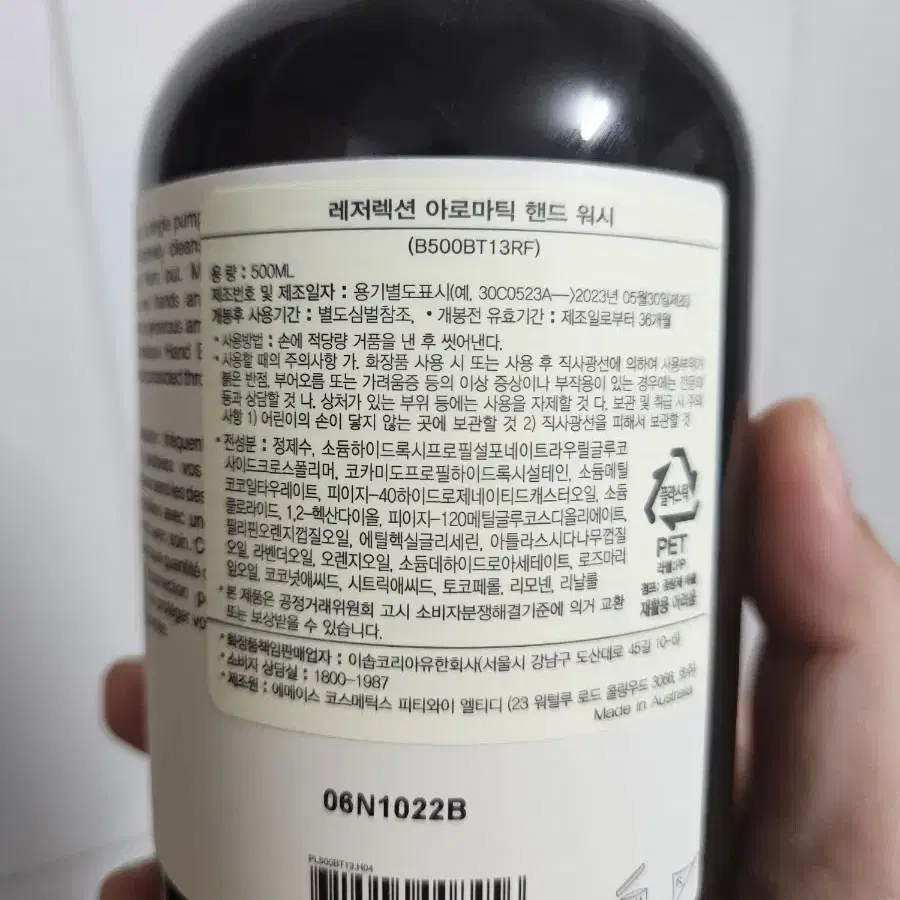 레저렉션 아로마틱 핸드 워시
(B500BT13RF)
용 량 : 500ML
제조번호 및 제조일자 : 용기별도표시(예, 30C0523A—>2023년 05월30일제조)
개봉후 사용기간 : 별도심벌참조, • 개봉전 유효기간 : 제조일로부터 36개월
* 사용방법 : 손에 적당량 거품을 낸 후 씻어낸다.
* 사용할 때의 주의사항 가. 화장품 사용 시 또는 사용 후 직사광선에 의하여 사용부위가
붉은 반점, 부어오름 또는 가려움증 등의 이상 증상이나 부작용이 있는 경우에는 전문의
등과 상담할 것 나. 상처가 있는 부위 등에는 사용을 자제할 것 다. 보관 및 취급 시 주의
사항 1) 어린이의 손이 닿지 않는 곳에 보관할 것 2) 직사광선을 피해서 보관할 것
* 전성분 : 정제수, 소듐하이드록시프로필설포네이트라우릴글루코
사이드크로스폴리머, 코카미도프로필하이드록시설테인, 소듐메틸
코코일타우레이트, 피이지-40하이드로제네이티드캐스터오일, 소듐
클로라이드, 1,2-헥산다이올, 피이지-120메틸글루코스디올리에이트,
필리핀오렌지껍질오일, 에틸헥실글리세린, 아틀라스시다나무껍질
오일, 라벤더오일, 오렌지오일, 소듐데하이드로아세테이트, 로즈마리
잎오일, 코코넛애씨드, 시트릭애씨드, 토코페롤, 리모넨, 리날룰
* 본 제품은 공정거래위원회 고시 소비자분쟁해결기준에 의거 교환
또는 보상받을 수 있습니다.
플라스틱
PET
재활용 어려움
* 화장품책임판매업자 : 이솝코리아유한회사(서울시 강남구 도산대로 45길 10-6)
* 소비자 상담실 : 1800-1987
* 제조원 : 에메이스 코스메틱스 피티와이 엘티디 (23 워털루 로드 콜링우드 3066, 호주)
Made in Australia
06N1022B
PL500BT13.H04